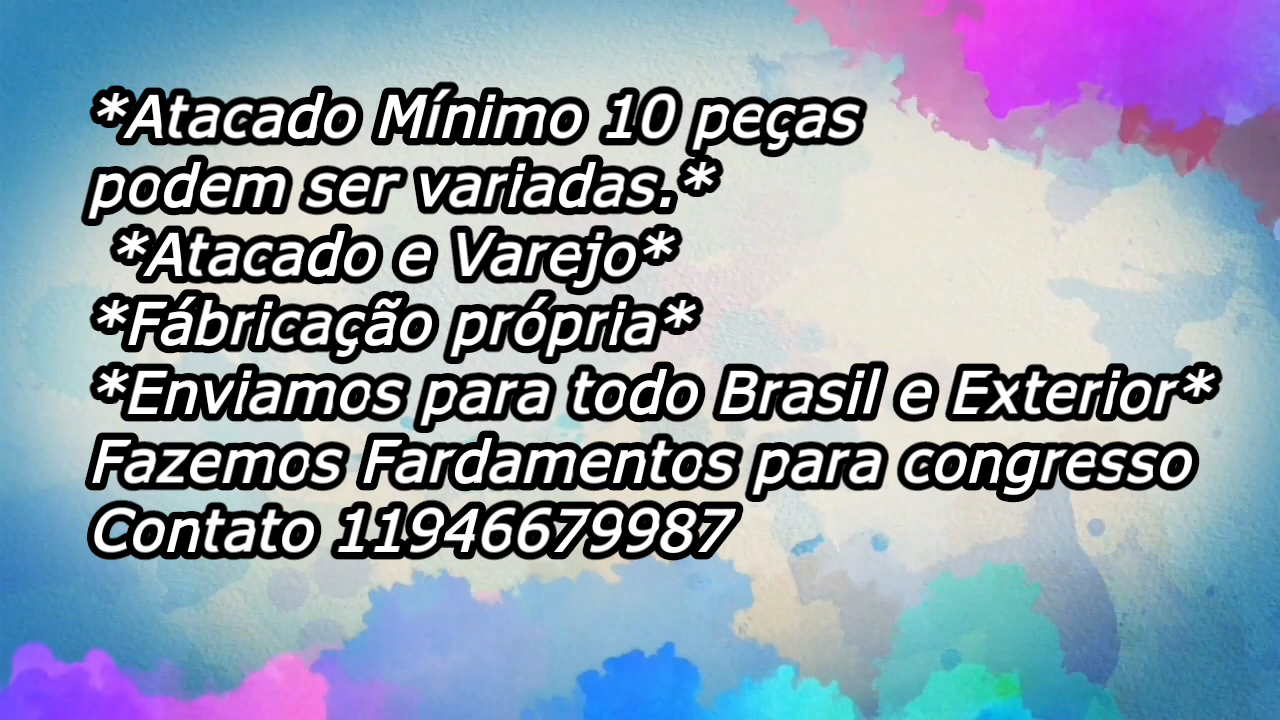 *Atacado Mínimo 10 peças
podem ser variadas.*
*Atacado e Varejo*
*Fábricação própria*
*Enviamos para todo Brasil e Exterior*
Fazemos Fardamentos para congresso
Contato 11946679987